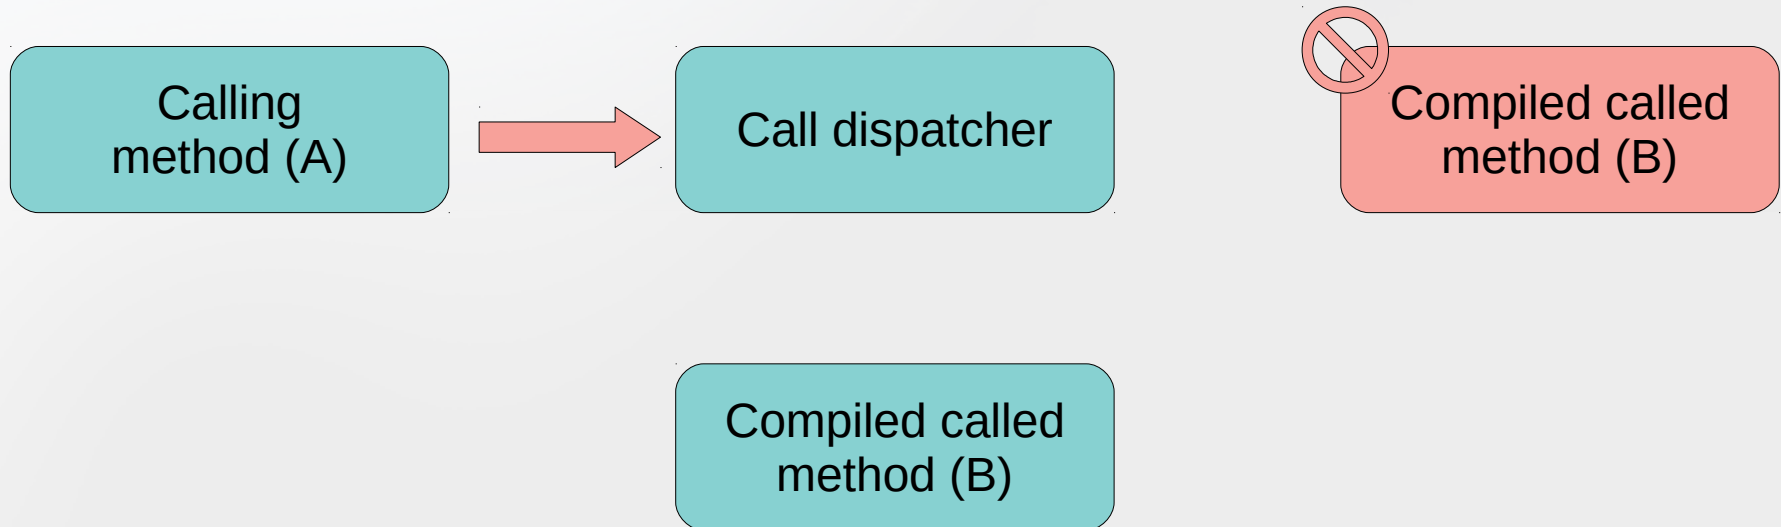 Calling
method (A)
Call dispatcher
Compiled called
method (B)
Compiled called
method (B)